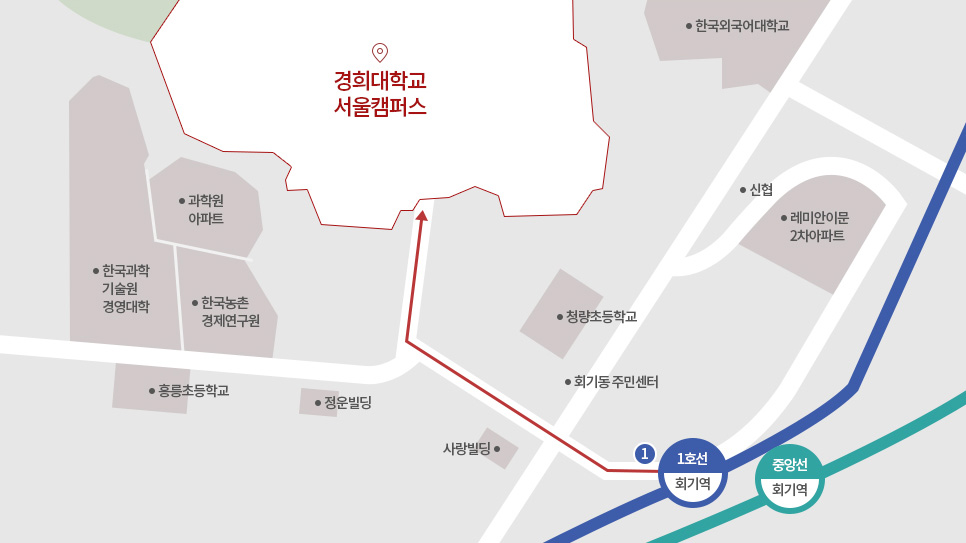 한국외국어대학교
경희대학교
서울캠퍼스
신협
과학원
아파트
레미안이문
2차아파트
한국과학
기술원
경영대학
한국농촌
경제연구원
청량초등학교
회기동 주민센터
홍릉초등학교
정운빌딩
사랑빌딩
1
1호선
회기역
중앙선
회기역